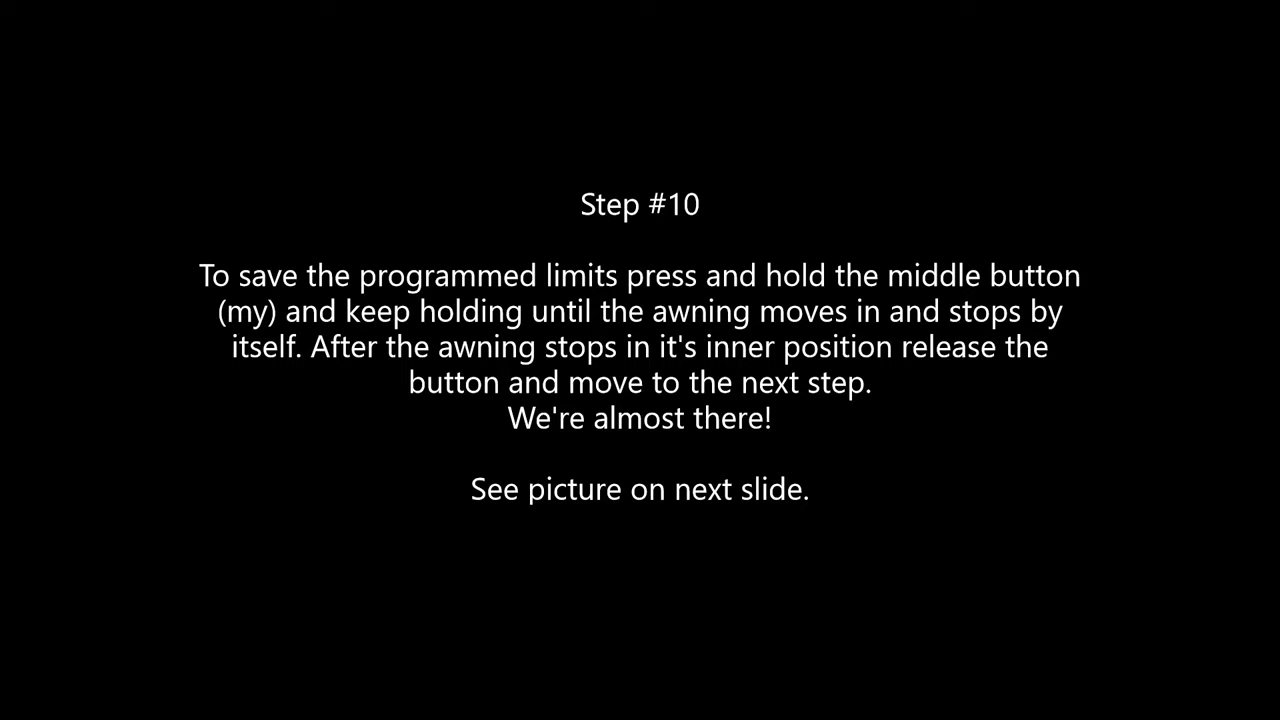 Step #10
To save the programmed limits press and hold the middle button
(my) and keep holding until the awning moves in and stops by
itself. After the awning stops in it's inner position release the
button and move to the next step.
We're almost there!
See picture on next slide.